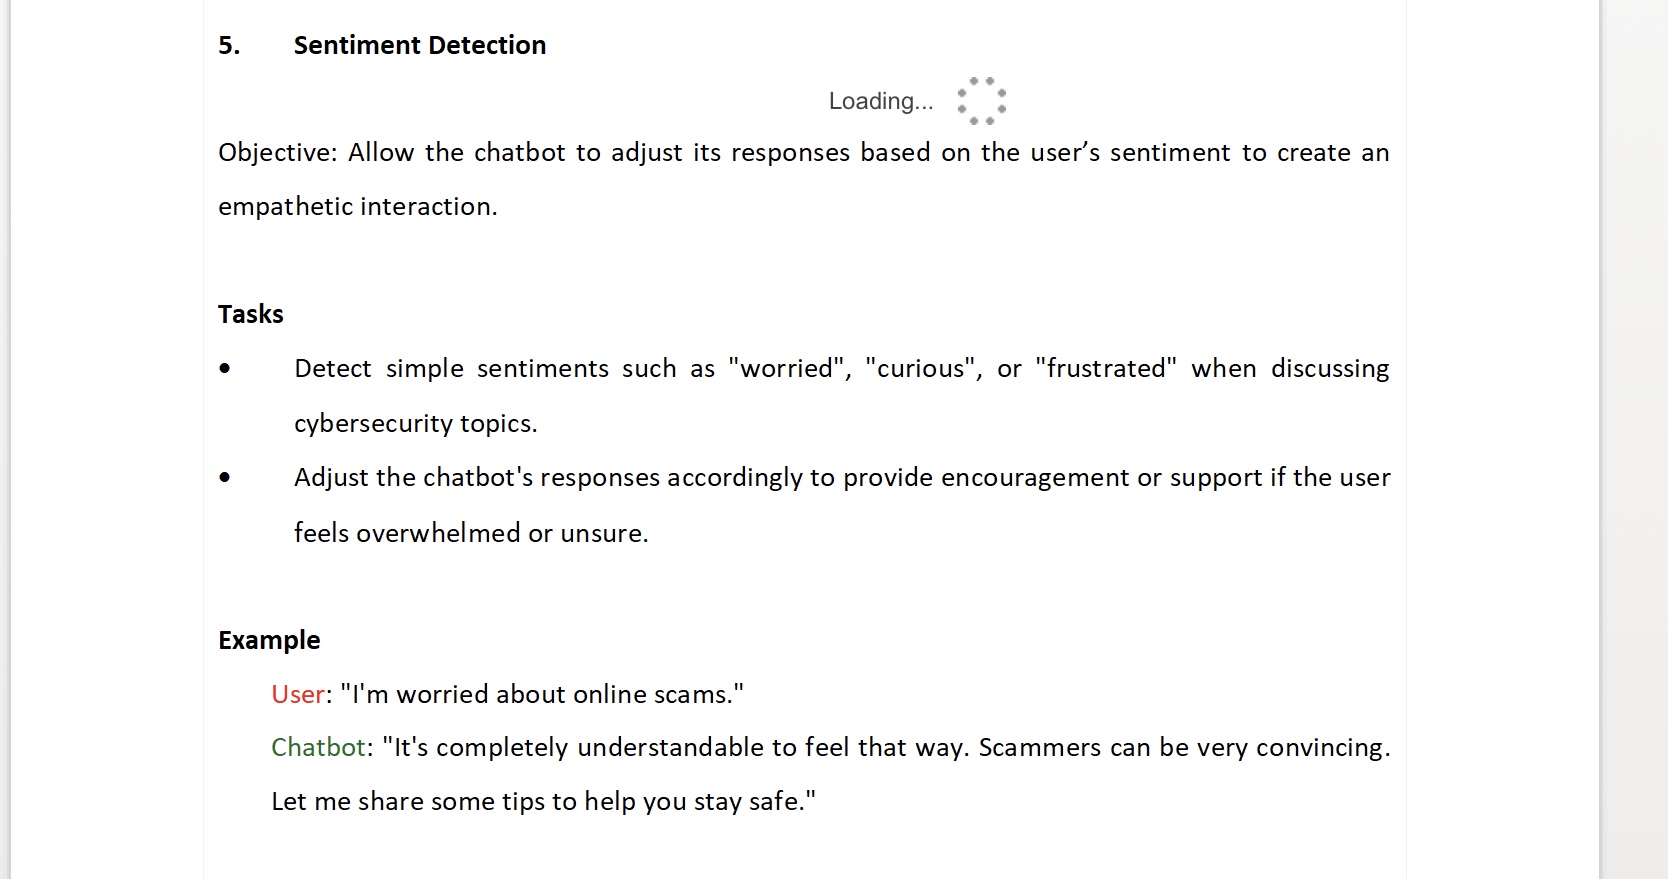 5. Sentiment Detection
Loading...
Objective: Allow the chatbot to adjust its responses based on the user’s sentiment to create an
empathetic interaction.
Tasks
• Detect simple sentiments such as "worried", "curious", or "frustrated" when discussing
cybersecurity topics.
• Adjust the chatbot's responses accordingly to provide encouragement or support if the user
feels overwhelmed or unsure.
Example
User: "I'm worried about online scams."
Chatbot: "It's completely understandable to feel that way. Scammers can be very convincing.
Let me share some tips to help you stay safe."